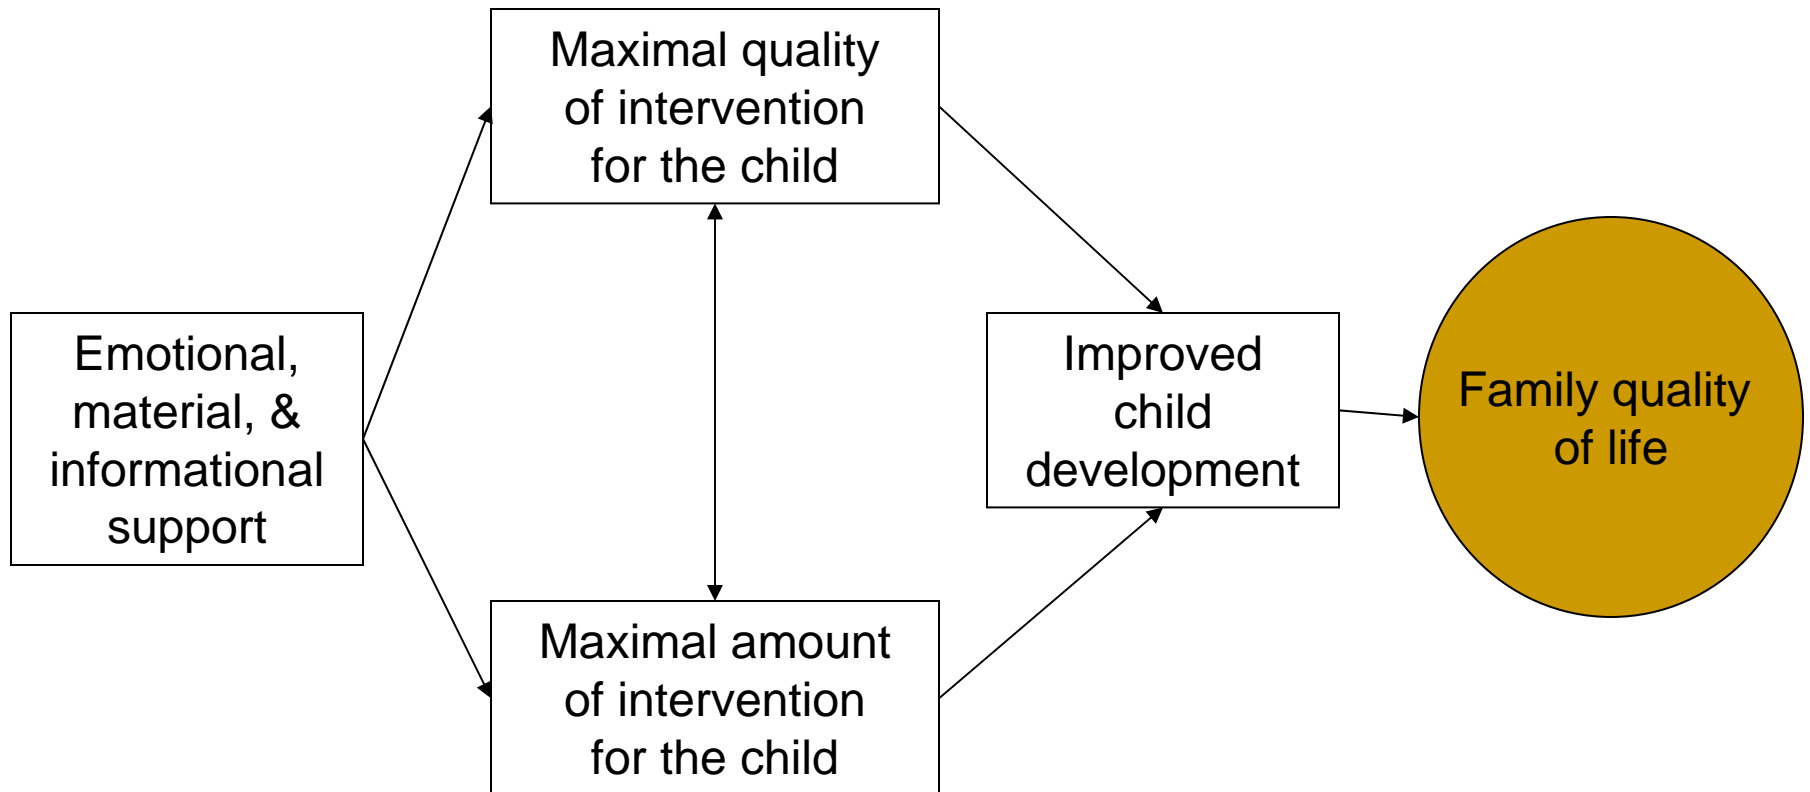 Maximal quality
of intervention
for the child
Emotional,
material, &
informational
support
Improved
child
development
Family quality
of life
Maximal amount
of intervention
for the child